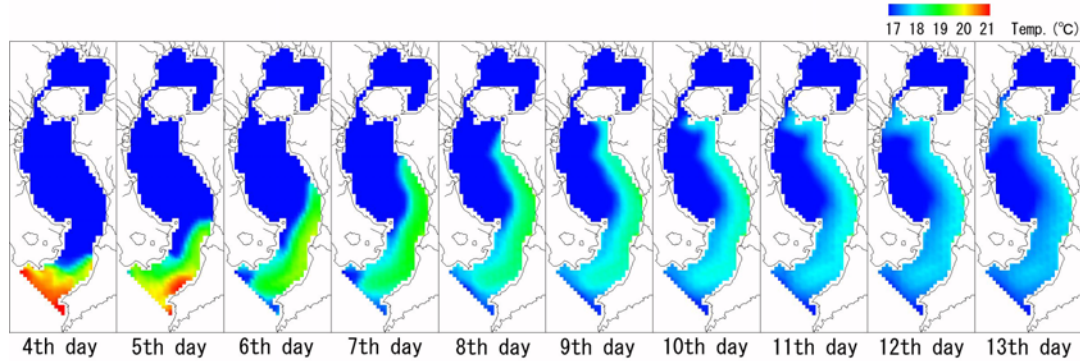 17 18 19 20 21 Temp. (℃)
4th day 5th day 6th day 7th day 8th day 9th day 10th day 11th day 12th day 13th day